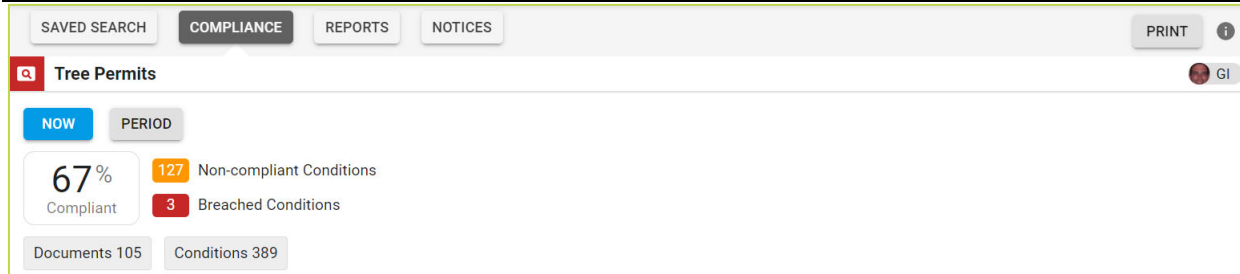 SAVED SEARCH COMPLIANCE REPORTS NOTICES PRINT
Tree Permits GI
NOW PERIOD
67%
Compliant
127 Non-compliant Conditions
3 Breached Conditions
Documents 105 Conditions 389